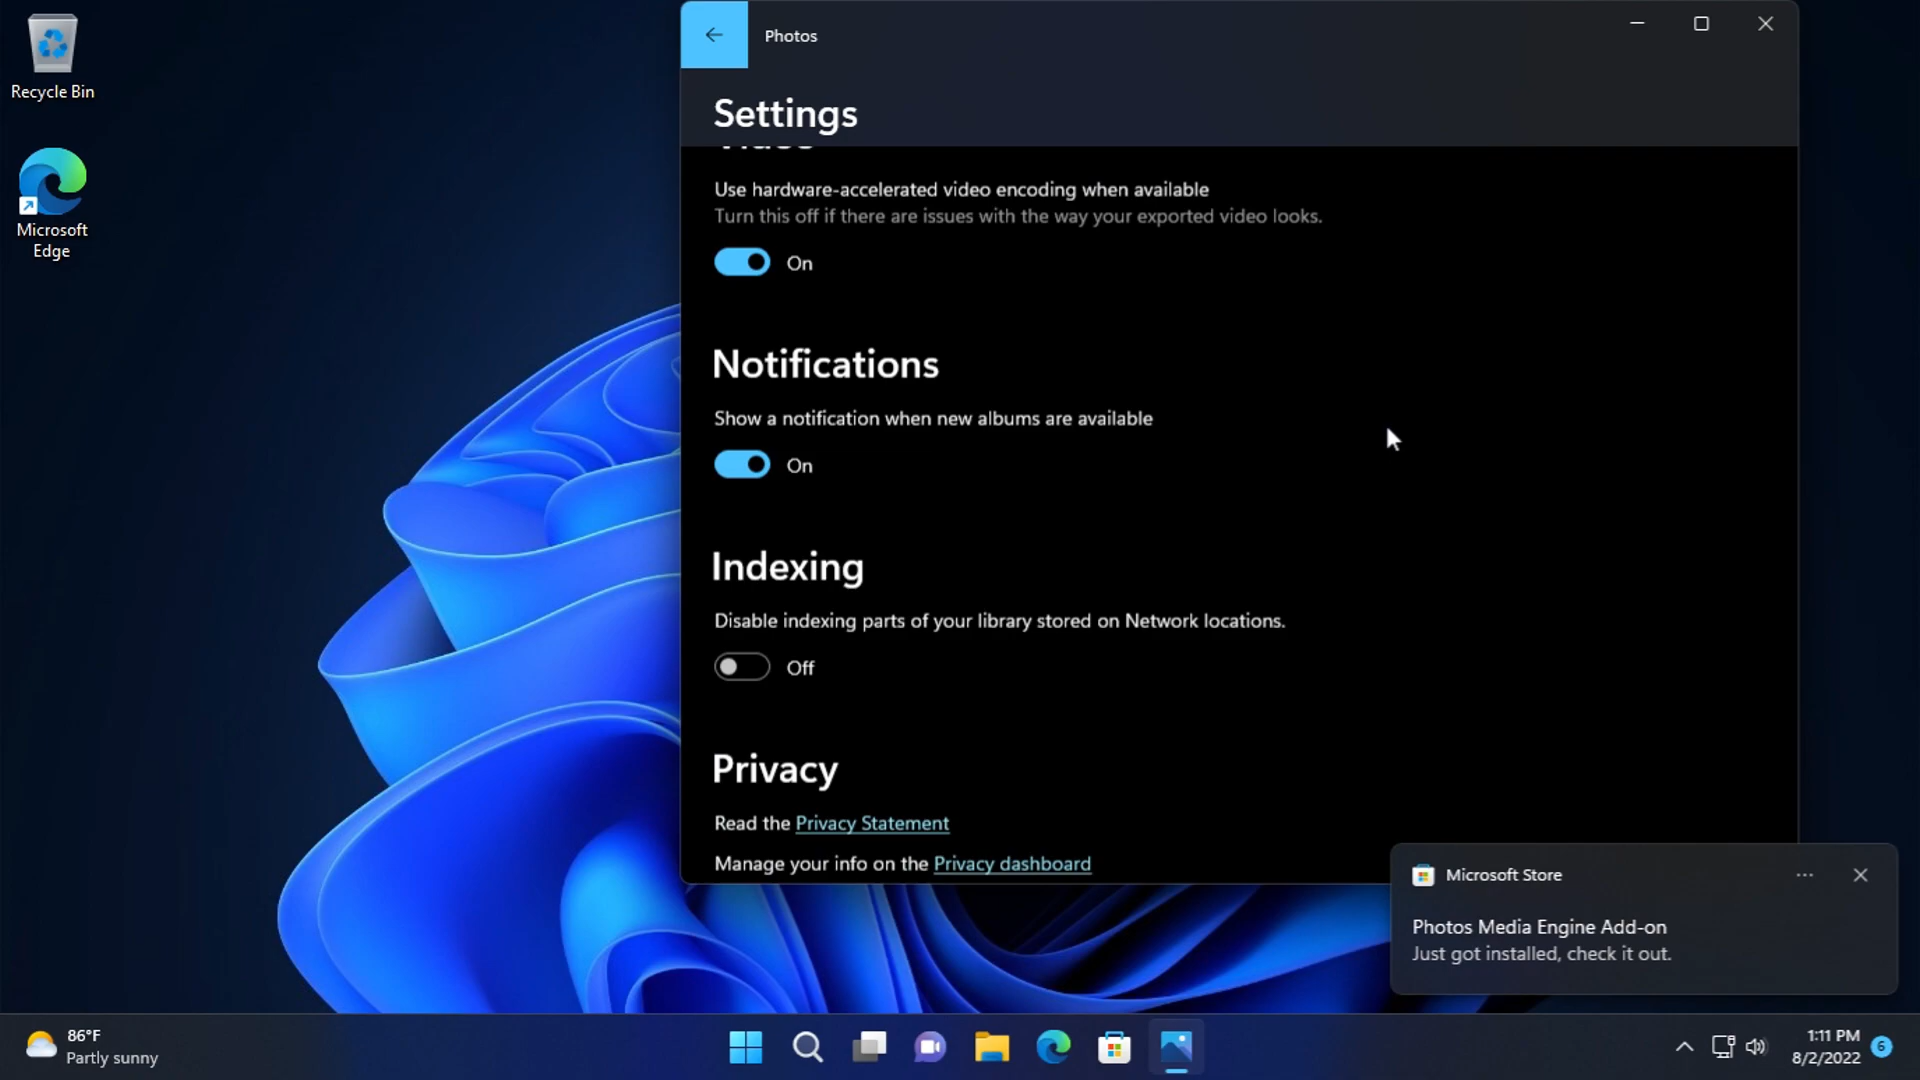 Recycle Bin
Microsoft
Edge
Photos
Settings
Video
Use hardware-accelerated video encoding when available
Turn this off if there are issues with the way your exported video looks.
On
Notifications
Show a notification when new albums are available
On
Indexing
Disable indexing parts of your library stored on Network locations.
Off
Privacy
Read the Privacy Statement
Manage your info on the Privacy dashboard
Microsoft Store
Photos Media Engine Add-on
Just got installed, check it out.
86°F
Partly sunny
1:11 PM
8/2/2022
6